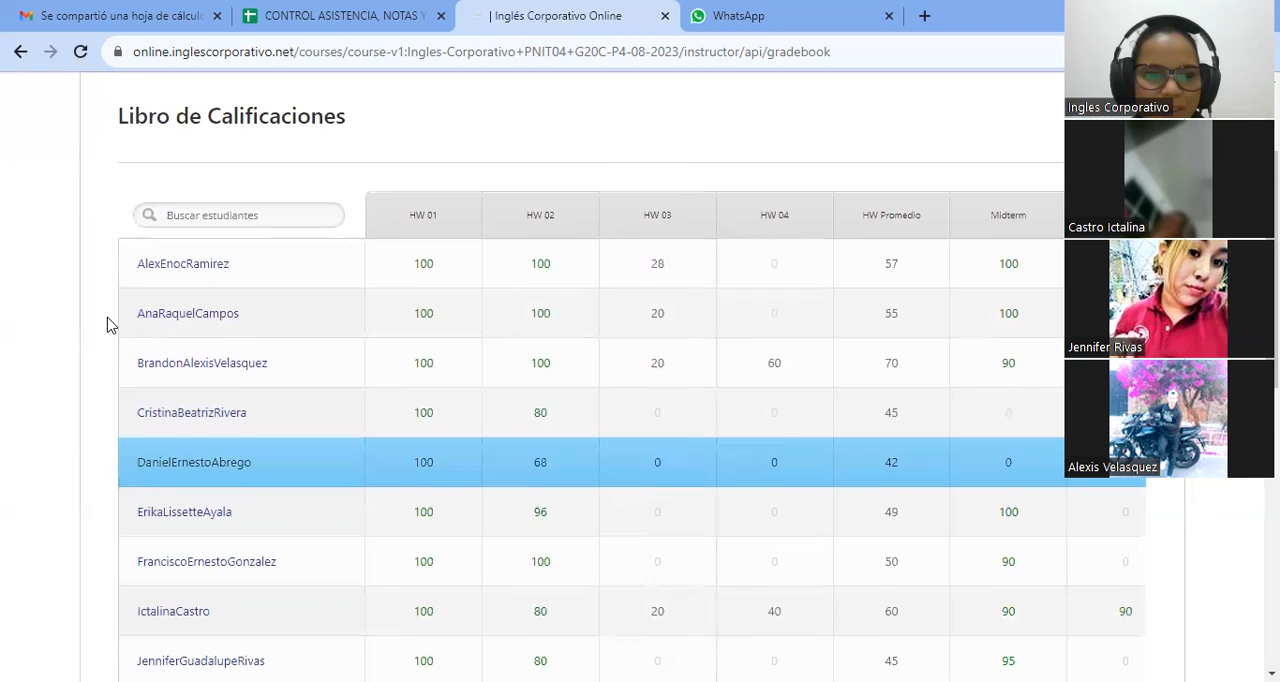 Se compartió una hoja de cálculo
CONTROL ASISTENCIA, NOTAS Y
| Inglés Corporativo Online
WhatsApp
online.inglescorporativo.net/courses/course-v1:Ingles-Corporativo+PNIT04+G20C-P4-08-2023/instructor/api/gradebook
Libro de Calificaciones
Buscar estudiantes HW 01 HW 02 HW 03 HW 04 HW Promedio Midterm
AlexEnocRamirez 100 100 28 0 57 100
AnaRaquelCampos 100 100 20 0 55 100
BrandonAlexisVelasquez 100 100 20 60 70 90
CristinaBeatrizRivera 100 80 0 0 45 0
DanielErnestoAbrego 100 68 0 0 42 0
ErikaLissetteAyala 100 96 0 0 49 100 0
FranciscoErnestoGonzalez 100 100 0 0 50 90 0
IctalinaCastro 100 80 20 40 60 90 90
JenniferGuadalupeRivas 100 80 0 0 45 95 0
Ingles Corporativo
Castro Ictalina
Jennifer Rivas
Alexis Velasquez